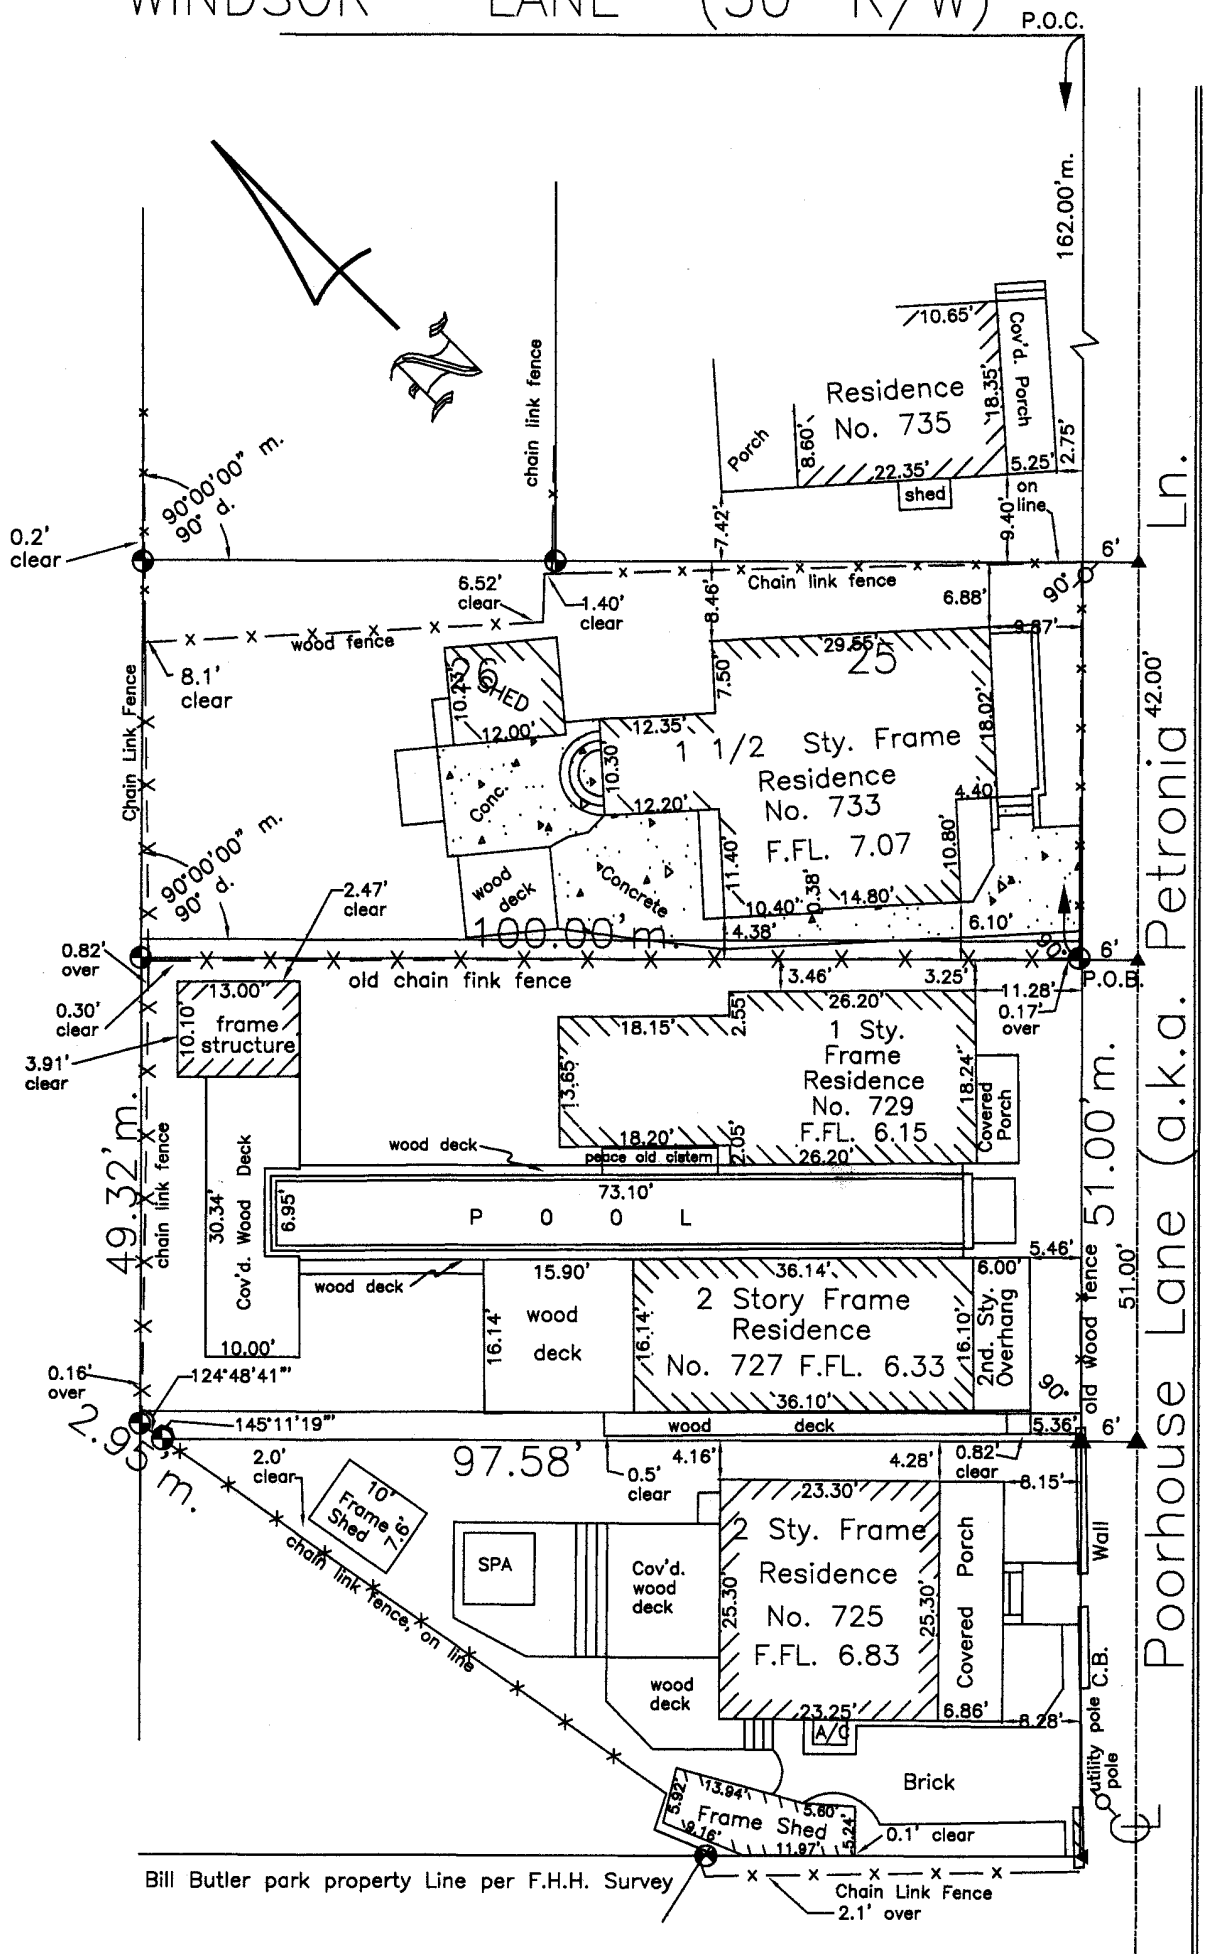 WINDSOR LANE (30' R/W)
P.O.C.
162.00'm.
N
chain link fence
10.65'
Cov'd. Porch
18.35'
Residence
No. 735
Porch
8.60'
22.35'
5.25'
2.75'
shed
on
line
9.40'
7.42'
90°00'00" m.
90° d.
0.2'
clear
6'
90°
6.52'
clear
1.40'
clear
8.46'
Chain link fence
6.88'
9.87'
wood fence
8.1'
clear
Chain Link Fence
26
SHED
10.23'
12.00'
7.50'
29.55'
25
18.02'
42.00'
12.35'
10.30'
12.20'
1 1/2 Sty. Frame
Residence
No. 733
F.FL. 7.07
4.40'
10.80'
Conc.
wood
deck
Concrete
11.40'
10.40'
0.38'
14.80'
6.10'
4.38'
90°00'00" m.
90° d.
2.47'
clear
100.00' m.
90°
6'
P.O.B.
0.82'
over
0.30'
clear
3.91'
clear
old chain fink fence
3.46'
3.25'
11.28'
0.17'
over
13.00"
10.10'
frame
structure
18.15'
2.55'
26.20'
13.65'
1 Sty.
Frame
Residence
No. 729
F.FL. 6.15
18.24'
Covered
Porch
18.20'
2.05'
26.20'
wood deck
peace old cistern
73.10'
POOL
6.95'
30.34'
Cov'd. Wood Deck
10.00'
49.32'm.
chain link fence
51.00'm.
51.00'
old Wood fence
5.46'
wood deck
15.90'
wood
deck
16.14'
16.14'
36.14'
2 Story Frame
Residence
No. 727 F.FL. 6.33
36.10'
16.10'
6.00'
2nd. Sty.
Overhang
90°
0.16'
over
124°48'41"'
145°11'19"'
wood deck
5.36'
6'
97.58'
2.0'
clear
0.5'
clear
4.16'
4.28'
0.82'
clear
8.15'
10'
Frame
Shed
7.6'
chain link fence, on line
SPA
Cov'd.
wood
deck
23.30'
2 Sty. Frame
Residence
No. 725
F.FL. 6.83
25.30'
25.30'
Covered Porch
wood
deck
23.25'
6.86'
8.28'
A/C
C.B. Wall
utility pole
pole
Brick
5.92'
13.94'
5.60'
Frame Shed
5.24'
9.16'
11.97'
0.1' clear
CL
Bill Butler park property Line per F.H.H. Survey
Chain Link Fence
2.1' over
Poorhouse Lane (a.k.a. Petronia Ln.